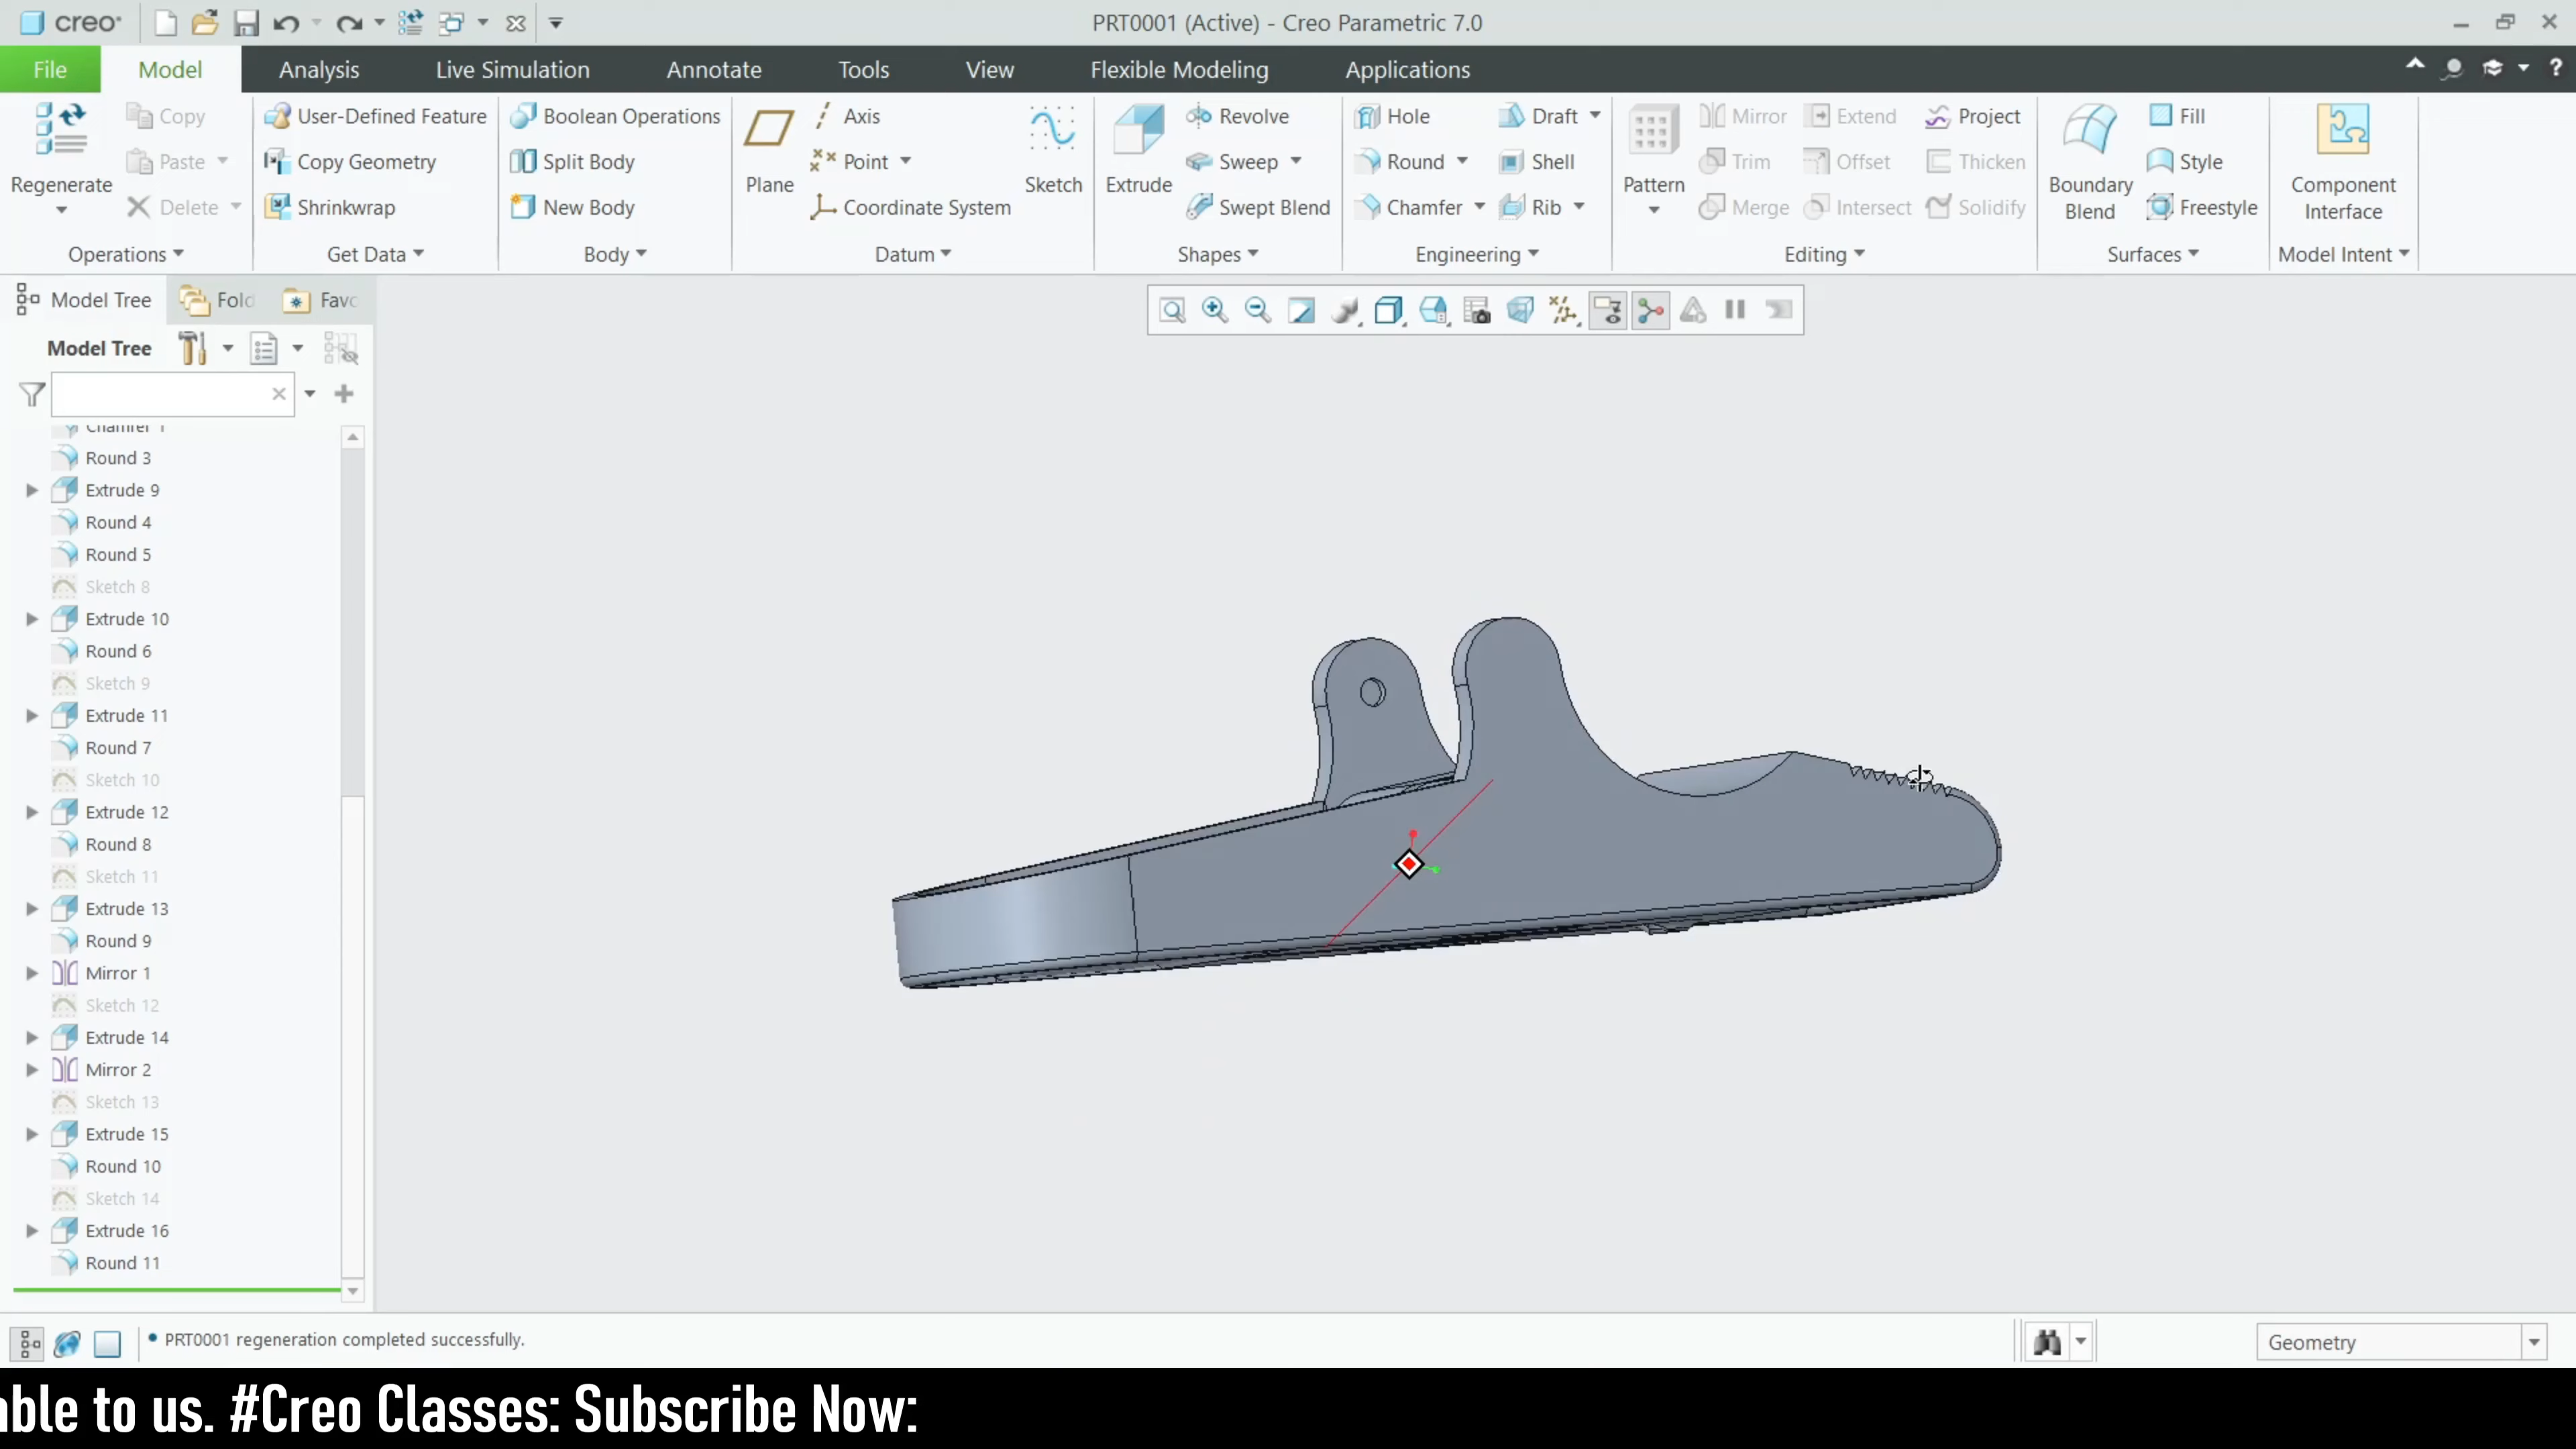 creo
PRT0001 (Active) - Creo Parametric 7.0
File Model Analysis Live Simulation Annotate Tools View Flexible Modeling Applications
Regenerate
Copy
Paste
Delete
Operations
User-Defined Feature
Copy Geometry
Shrinkwrap
Get Data
Boolean Operations
Split Body
New Body
Body
Plane
Axis
Point
Coordinate System
Sketch
Datum
Extrude
Revolve
Sweep
Swept Blend
Shapes
Hole
Round
Chamfer
Draft
Shell
Rib
Engineering
Pattern
Mirror
Trim
Merge
Extend
Offset
Intersect
Project
Thicken
Solidify
Editing
Boundary
Blend
Fill
Style
Freestyle
Surfaces
Component
Interface
Model Intent
Model Tree
Fold
Favo
Model Tree
Chamfer 1
Round 3
Extrude 9
Round 4
Round 5
Sketch 8
Extrude 10
Round 6
Sketch 9
Extrude 11
Round 7
Sketch 10
Extrude 12
Round 8
Sketch 11
Extrude 13
Round 9
Mirror 1
Sketch 12
Extrude 14
Mirror 2
Sketch 13
Extrude 15
Round 10
Sketch 14
Extrude 16
Round 11
PRT0001 regeneration completed successfully.
Geometry
able to us. #Creo Classes: Subscribe Now: